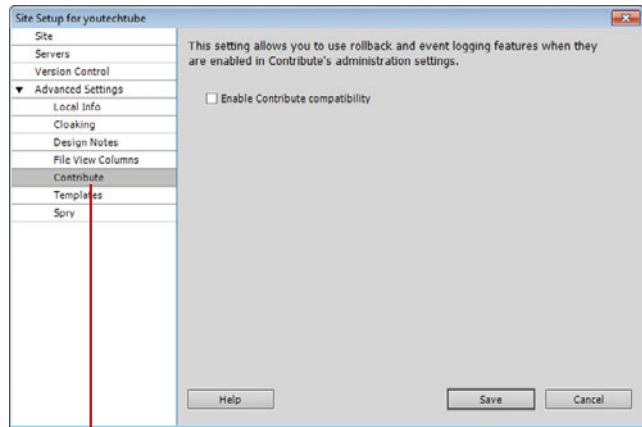 Site Setup for youtechtube
Site
Servers
Version Control
Advanced Settings
Local Info
Cloaking
Design Notes
File View Columns
Contribute
Templates
Spry
This setting allows you to use rollback and event logging features when they
are enabled in Contribute's administration settings.
Enable Contribute compatibility
Help
Save
Cancel